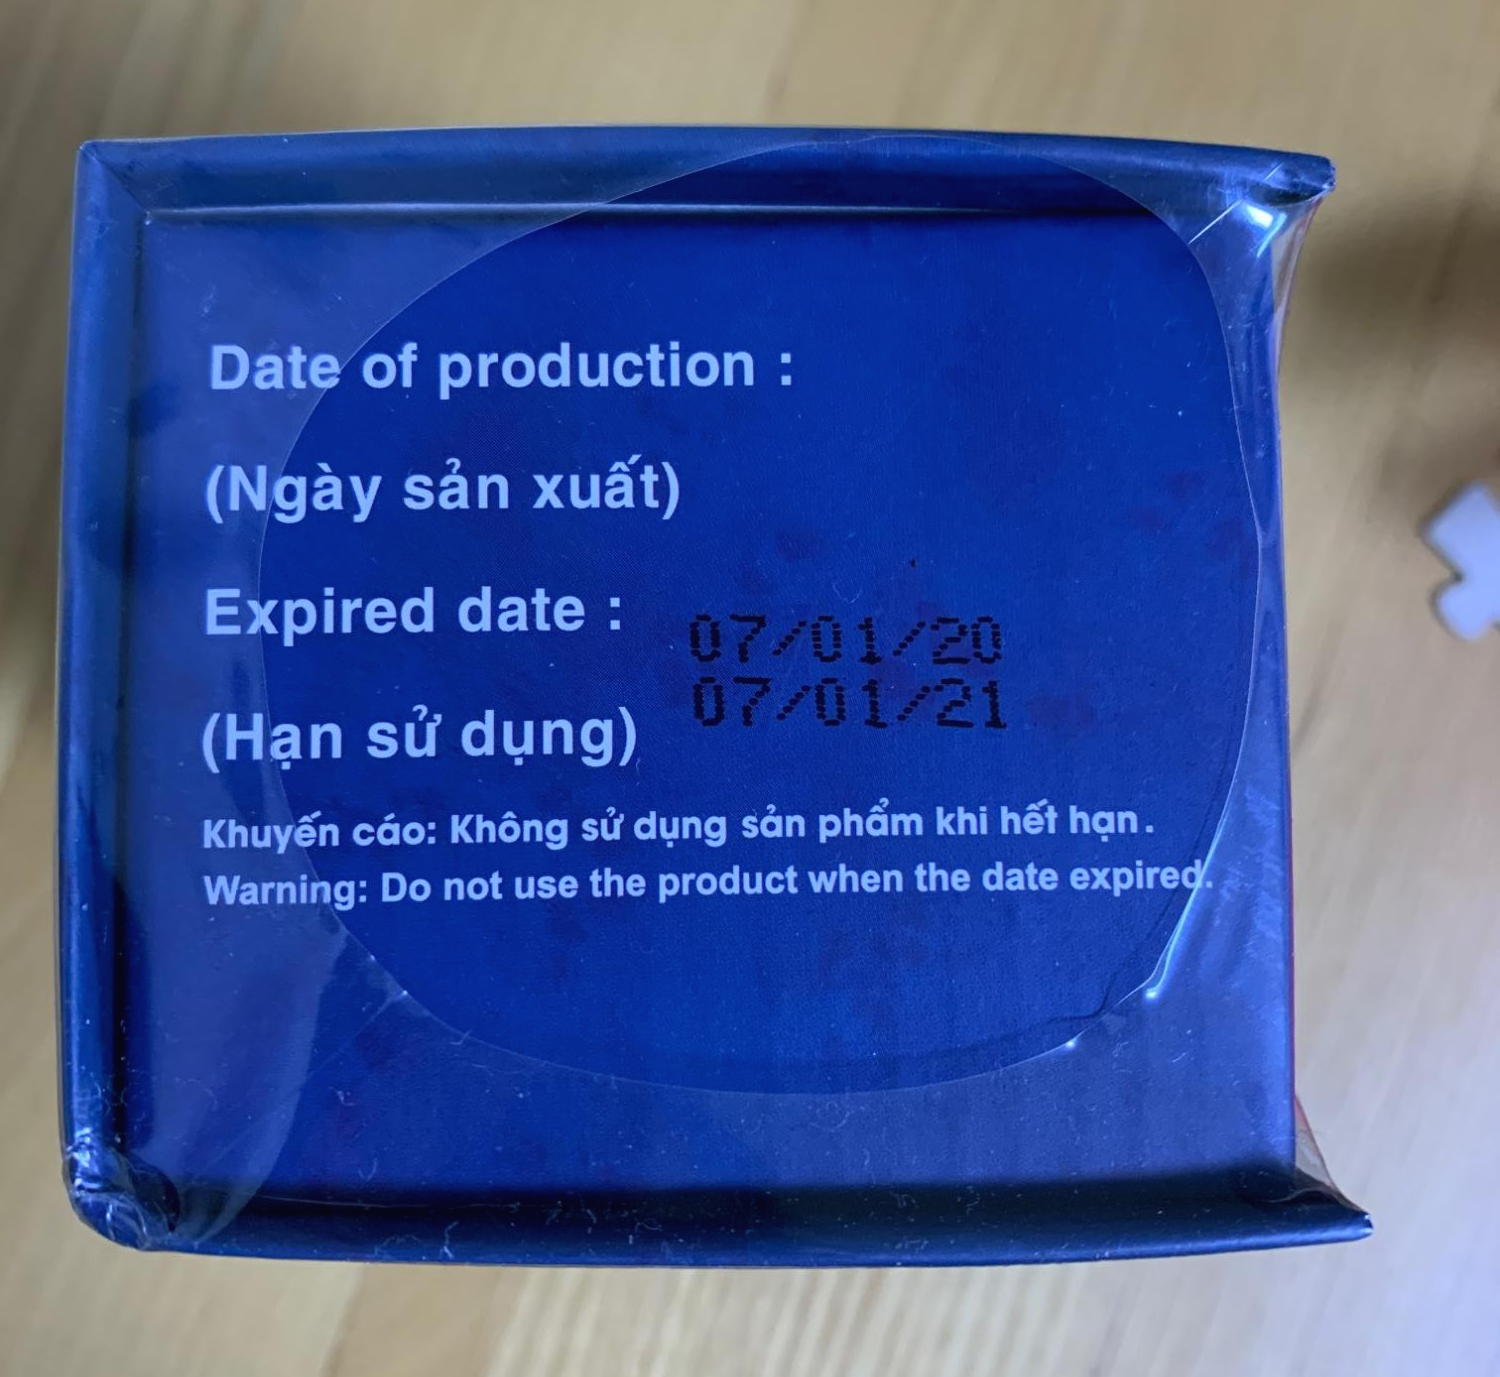 Date of production :
(Ngày sản xuất)
Expired date :
07/01/20
07/01/21
(Hạn sử dụng)
Khuyến cáo: Không sử dụng sản phẩm khi hết hạn.
Warning: Do not use the product when the date expired.